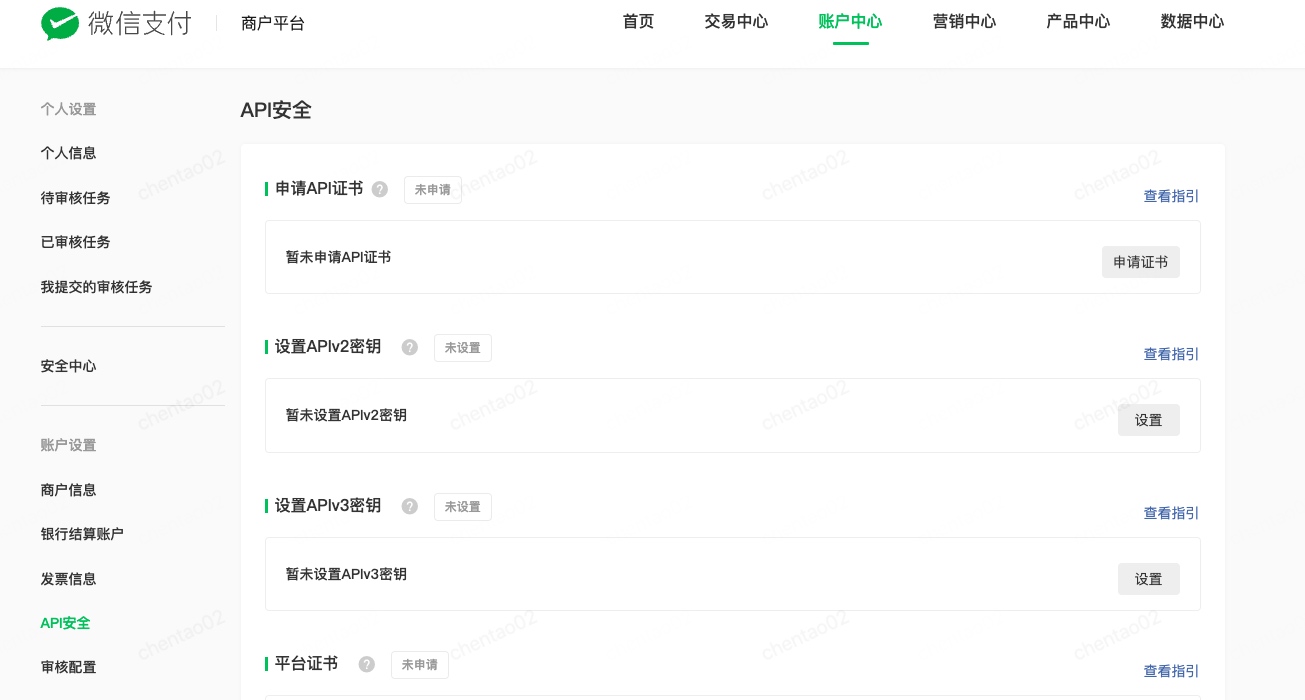 微信支付 商户平台 首页 交易中心 账户中心 营销中心 产品中心 数据中心
个人设置
个人信息
待审核任务
已审核任务
我提交的审核任务
安全中心
账户设置
商户信息
银行结算账户
发票信息
API安全
审核配置
API安全
申请API证书 ? 未申请 查看指引
暂未申请API证书 申请证书
设置APIv2密钥 ? 未设置 查看指引
暂未设置APIv2密钥 设置
设置APIv3密钥 ? 未设置 查看指引
暂未设置APIv3密钥 设置
平台证书 ? 未申请 查看指引
chentao02 chentao02 chentao02 chentao02
chentao02 chentao02 chentao02 chentao02
chentao02 chentao02 chentao02 chentao02